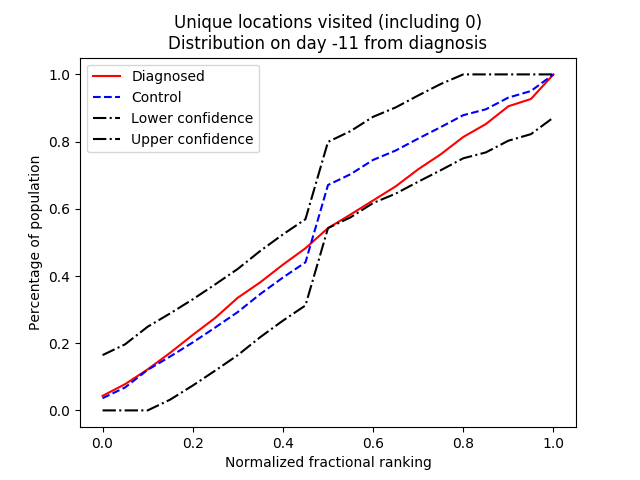 Unique locations visited (including 0)
Distribution on day -11 from diagnosis
Diagnosed
Control
Lower confidence
Upper confidence
Percentage of population
1.0
0.8
0.6
0.4
0.2
0.0
0.0 0.2 0.4 0.6 0.8 1.0
Normalized fractional ranking